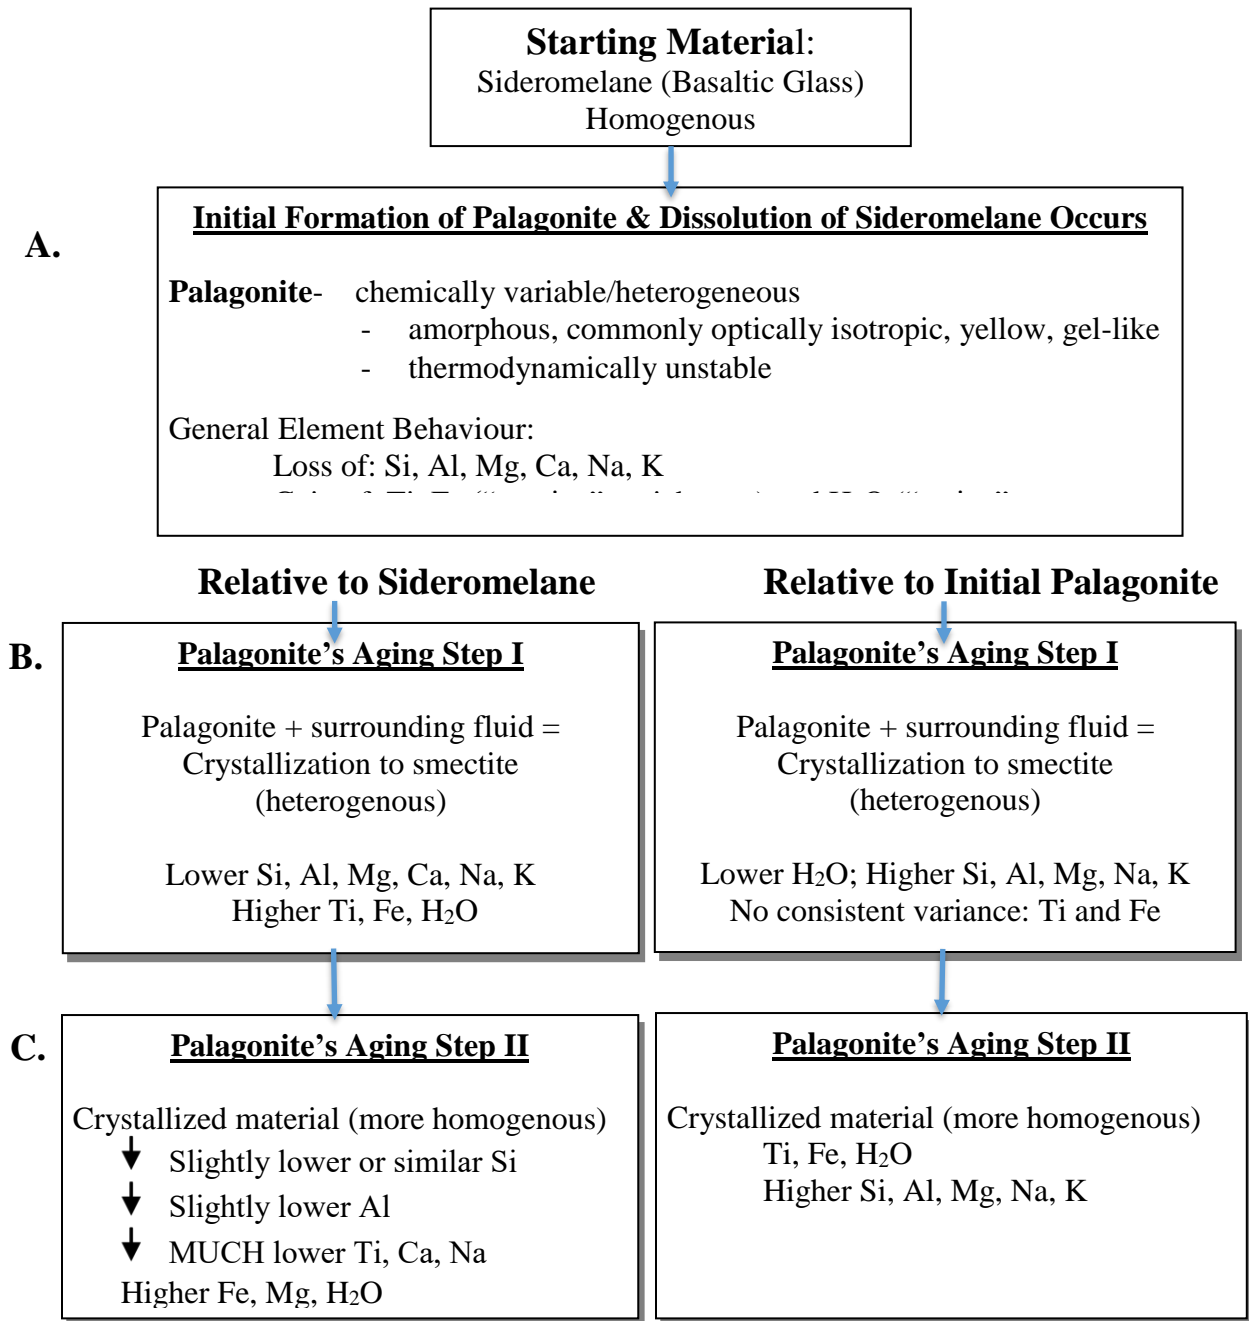 Starting Material:
Sideromelane (Basaltic Glass)
Homogenous
A.
Initial Formation of Palagonite & Dissolution of Sideromelane Occurs
Palagonite- chemically variable/heterogeneous
- amorphous, commonly optically isotropic, yellow, gel-like
- thermodynamically unstable
General Element Behaviour:
Loss of: Si, Al, Mg, Ca, Na, K
Relative to Sideromelane
Relative to Initial Palagonite
B.
Palagonite's Aging Step I
Palagonite + surrounding fluid =
Crystallization to smectite
(heterogenous)
Lower Si, Al, Mg, Ca, Na, K
Higher Ti, Fe, H₂O
Palagonite's Aging Step I
Palagonite + surrounding fluid =
Crystallization to smectite
(heterogenous)
Lower H₂O; Higher Si, Al, Mg, Na, K
No consistent variance: Ti and Fe
C.
Palagonite's Aging Step II
Crystallized material (more homogenous)
Slightly lower or similar Si
Slightly lower Al
MUCH lower Ti, Ca, Na
Higher Fe, Mg, H₂O
Palagonite's Aging Step II
Crystallized material (more homogenous)
Ti, Fe, H₂O
Higher Si, Al, Mg, Na, K